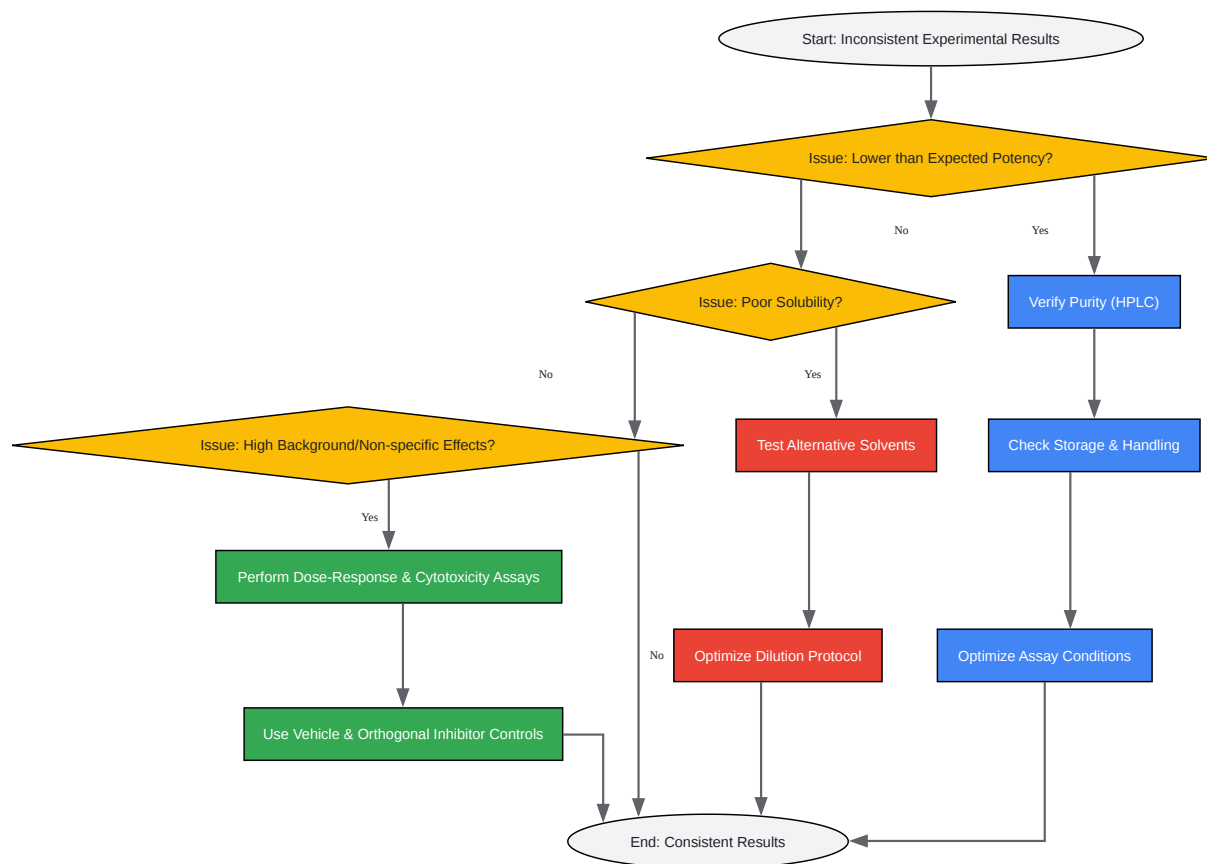 Start: Inconsistent Experimental Results
Issue: Lower than Expected Potency?
No
Yes
Issue: Poor Solubility?
Verify Purity (HPLC)
No
Yes
Issue: High Background/Non-specific Effects?
Test Alternative Solvents
Check Storage & Handling
Yes
Perform Dose-Response & Cytotoxicity Assays
No
Optimize Dilution Protocol
Optimize Assay Conditions
Use Vehicle & Orthogonal Inhibitor Controls
End: Consistent Results